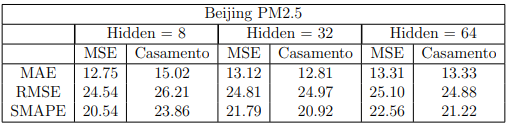 Beijing PM2.5
Hidden = 8 Hidden = 32 Hidden = 64
MSE Casamento MSE Casamento MSE Casamento
MAE 12.75 15.02 13.12 12.81 13.31 13.33
RMSE 24.54 26.21 24.81 24.97 25.10 24.88
SMAPE 20.54 23.86 21.79 20.92 22.56 21.22